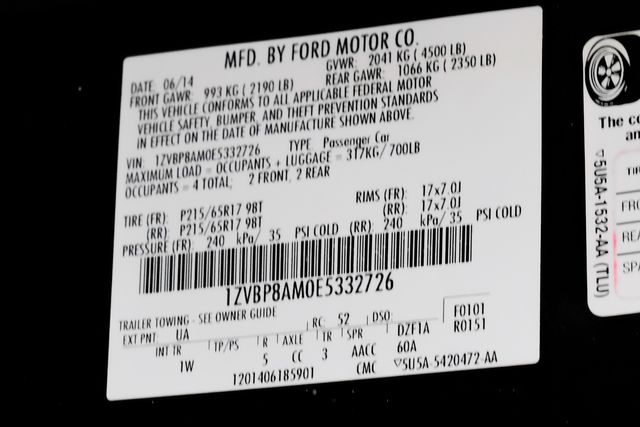 MFD. BY FORD MOTOR CO.
DATE: 06/14 GVWR: 2041 KG ( 4500 LB)
FRONT GAWR: 993 KG ( 2190 LB) REAR GAWR: 1066 KG ( 2350 LB)
THIS VEHICLE CONFORMS TO ALL APPLICABLE FEDERAL MOTOR
VEHICLE SAFETY, BUMPER, AND THEFT PREVENTION STANDARDS
IN EFFECT ON THE DATE OF MANUFACTURE SHOWN ABOVE.
VIN: 1ZVBP8AM0E5332726 TYPE: Passenger Car
MAXIMUM LOAD = OCCUPANTS + LUGGAGE = 317KG/700LB
OCCUPANTS = 4 TOTAL; 2 FRONT, 2 REAR
TIRE (FR): P215/65R17 98T RIMS (FR): 17x7.0J
(RR): P215/65R17 98T (RR): 17x7.0J
PRESSURE (FR): 240 kPa/ 35 PSI COLD (RR): 240 kPa/ 35 PSI COLD
1ZVBP8AM0E5332726
TRAILER TOWING - SEE OWNER GUIDE
EXT PNT: UA RC: 52 DSO: F0101
R0151
INT TR TP/PS R AXLE TR SPR DZF1A
1W 5 CC 3 AACC 60A
1201406185901 CMC ▽5U5A-5420472-AA
The
▽5U5A-1532-AA (TLU)